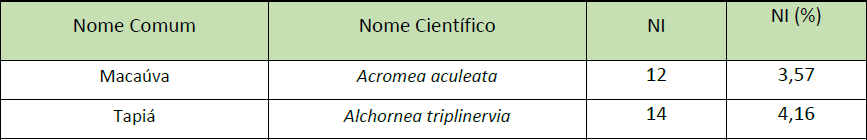 Nome Comum Nome Científico NI NI (%)
Macaúva Acromea aculeata 12 3,57
Tapiá Alchornea triplinervia 14 4,16